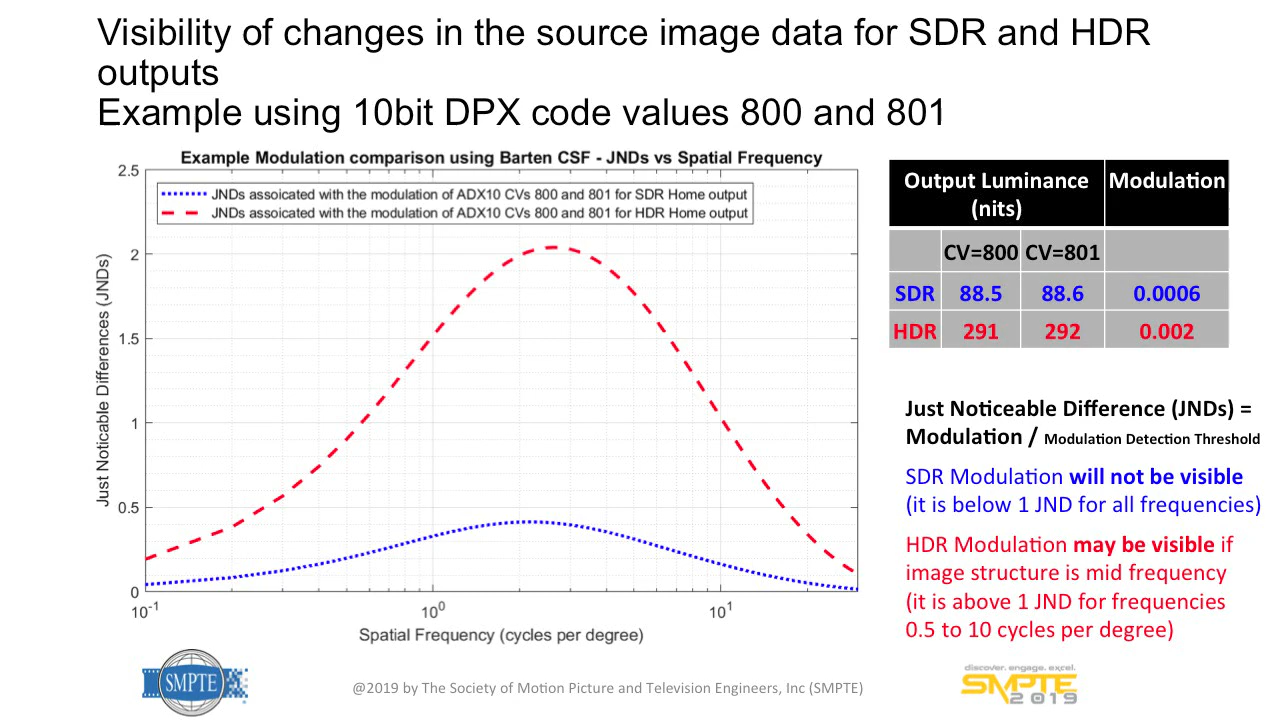 Visibility of changes in the source image data for SDR and HDR
outputs
Example using 10bit DPX code values 800 and 801
Example Modulation comparison using Barten CSF - JNDs vs Spatial Frequency
JNDs assoicated with the modulation of ADX10 CVs 800 and 801 for SDR Home output
JNDs assoicated with the modulation of ADX10 CVs 800 and 801 for HDR Home output
Just Noticable Differences (JNDs)
2.5
2
1.5
1
0.5
0
10-1
100
101
Spatial Frequency (cycles per degree)
Output Luminance Modulation
(nits)
CV=800 CV=801
SDR 88.5 88.6 0.0006
HDR 291 292 0.002
Just Noticeable Difference (JNDs) =
Modulation / Modulation Detection Threshold
SDR Modulation will not be visible
(it is below 1 JND for all frequencies)
HDR Modulation may be visible if
image structure is mid frequency
(it is above 1 JND for frequencies
0.5 to 10 cycles per degree)
SMPTE
@2019 by The Society of Motion Picture and Television Engineers, Inc (SMPTE)
discover. engage. excel.
SMPTE
2019